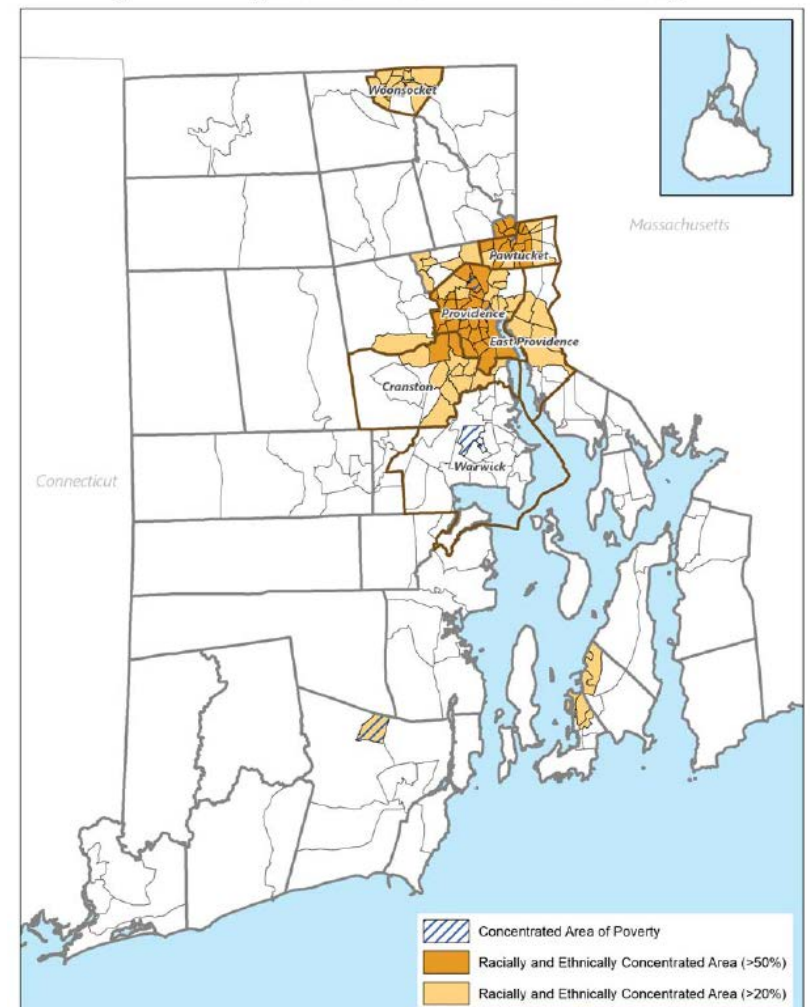 Woonsocket
Massachusetts
Pawtucket
Providence
East Providence
Cranston
Warwick
Connecticut
Concentrated Area of Poverty
Racially and Ethnically Concentrated Area (>50%)
Racially and Ethnically Concentrated Area (>20%)